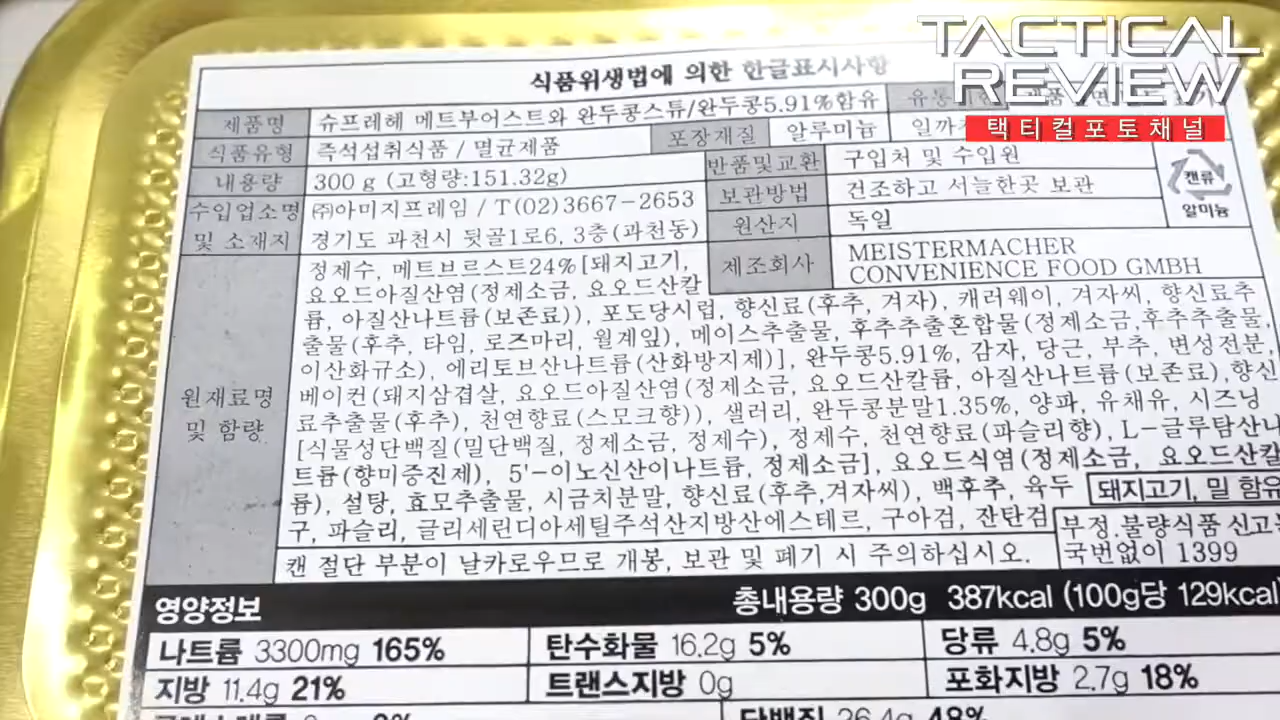 TACTICAL
REVIEW
택티컬포토채널
식품위생법에 의한 한글표시사항
제품명 슈프레헤 메트부어스트와 완두콩스튜/완두콩5.91%함유
식품유형 즉석섭취식품 / 멸균제품 포장재질 알루미늄
내용량 300 g (고형량:151.32g) 반품및교환 구입처 및 수입원
수입업소명 및 소재지 ㈜아미지프레임 / T(02)3667-2653
경기도 과천시 뒷골1로6, 3층(과천동)
보관방법 건조하고 서늘한곳 보관
원산지 독일
제조회사 MEISTERMACHER
CONVENIENCE FOOD GMBH
캔류
알미늄
원재료명 및 함량
정제수, 메트브르스트24%[돼지고기,
요오드아질산염(정제소금, 요오드산칼
륨, 아질산나트륨(보존료)), 포도당시럽, 향신료(후추, 겨자), 캐러웨이, 겨자씨, 향신료추
출물(후추, 타임, 로즈마리, 월계잎), 메이스추출물, 후추추출혼합물(정제소금,후추추출물,
이산화규소), 에리토브산나트륨(산화방지제)], 완두콩5.91%, 감자, 당근, 부추, 변성전분,
베이컨(돼지삼겹살, 요오드아질산염(정제소금, 요오드산칼륨, 아질산나트륨(보존료),향신
료추출물(후추), 천연향료(스모크향)), 샐러리, 완두콩분말1.35%, 양파, 유채유, 시즈닝
[식물성단백질(밀단백질, 정제소금, 정제수), 정제수, 천연향료(파슬리향), L-글루탐산나
트륨(향미증진제), 5'-이노신산이나트륨, 정제소금], 요오드식염(정제소금, 요오드산칼
륨), 설탕, 효모추출물, 시금치분말, 향신료(후추,겨자씨), 백후추, 육두
구, 파슬리, 글리세린디아세틸주석산지방산에스테르, 구아검, 잔탄검
돼지고기, 밀 함유
부정.불량식품 신고는
국번없이 1399
캔 절단 부분이 날카로우므로 개봉, 보관 및 폐기 시 주의하십시오.
영양정보 총내용량 300g 387kcal (100g당 129kcal
나트륨 3300mg 165% 탄수화물 16.2g 5% 당류 4.8g 5%
지방 11.4g 21% 트랜스지방 0g 포화지방 2.7g 18%
단백질 26.4g 48%